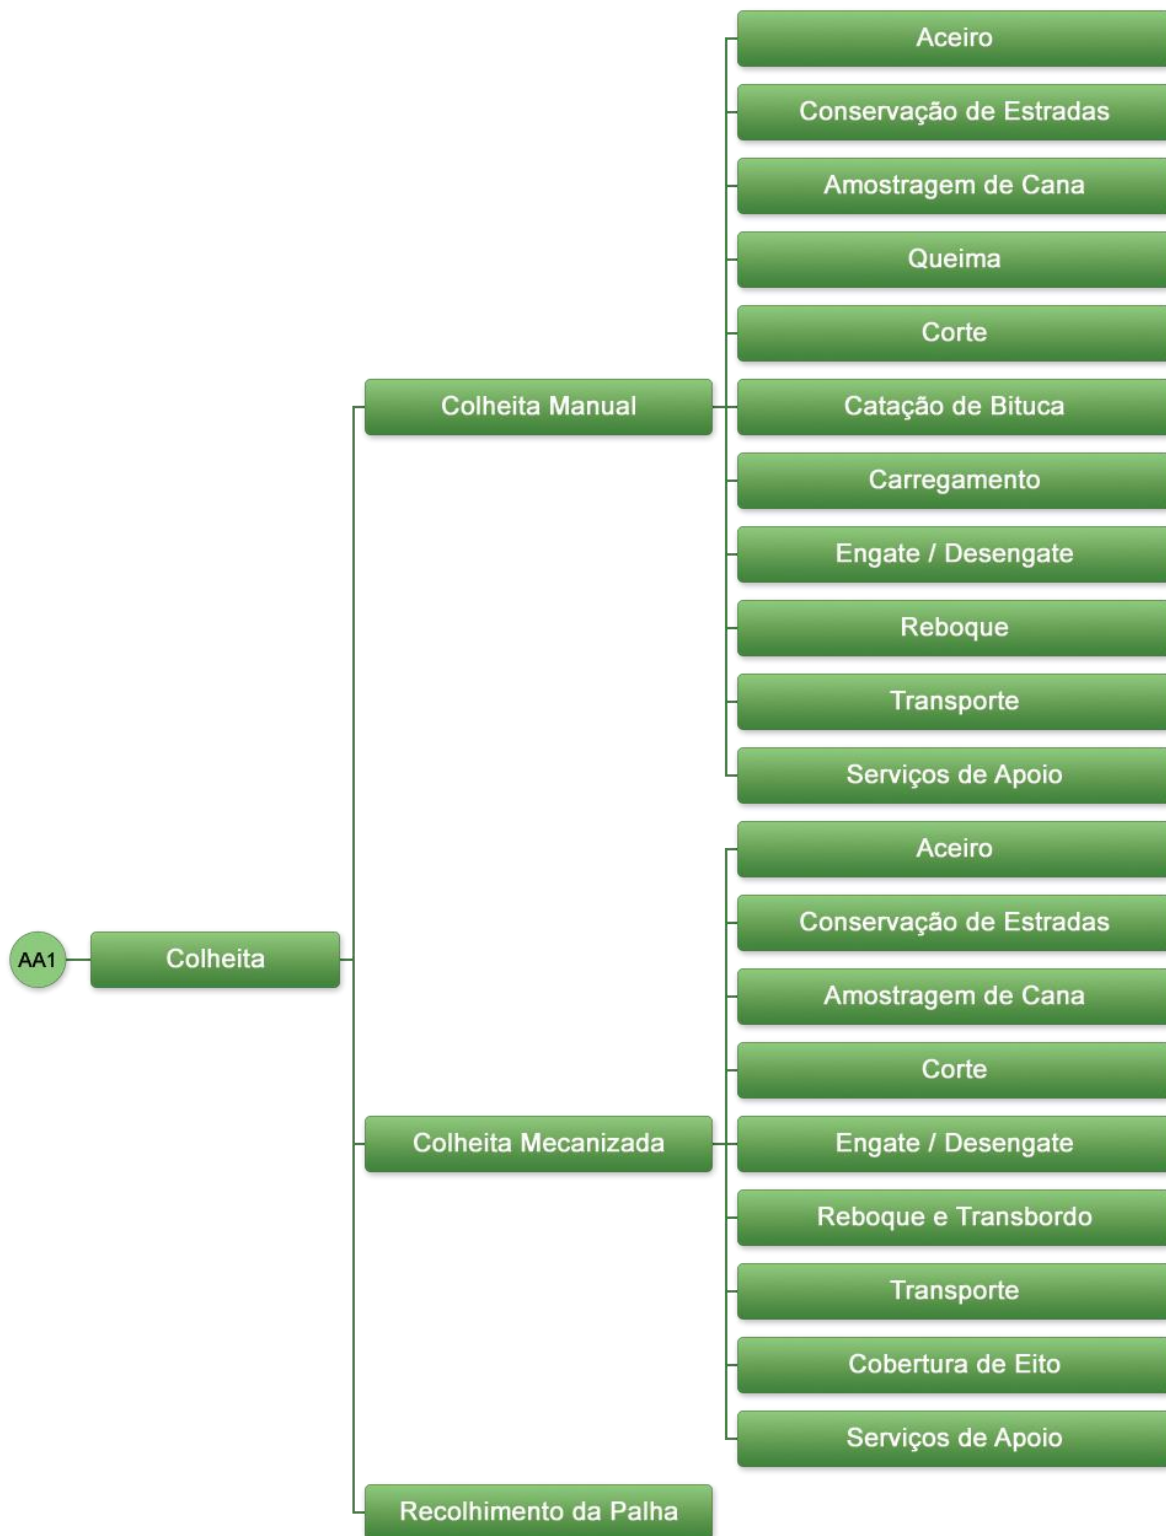 AA1
Colheita
Colheita Manual
Aceiro
Conservação de Estradas
Amostragem de Cana
Queima
Corte
Catação de Bituca
Carregamento
Engate / Desengate
Reboque
Transporte
Serviços de Apoio
Colheita Mecanizada
Aceiro
Conservação de Estradas
Amostragem de Cana
Corte
Engate / Desengate
Reboque e Transbordo
Transporte
Cobertura de Eito
Serviços de Apoio
Recolhimento da Palha